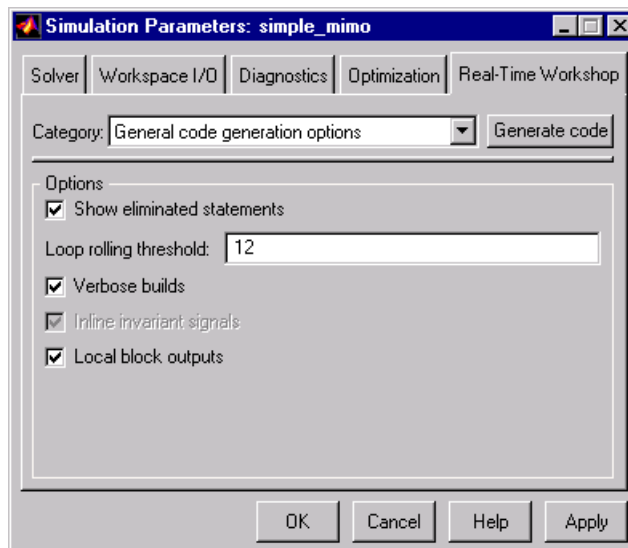 Simulation Parameters: simple_mimo
Solver Workspace I/O Diagnostics Optimization Real-Time Workshop
Category: General code generation options Generate code
Options
Show eliminated statements
Loop rolling threshold: 12
Verbose builds
Inline invariant signals
Local block outputs
OK Cancel Help Apply